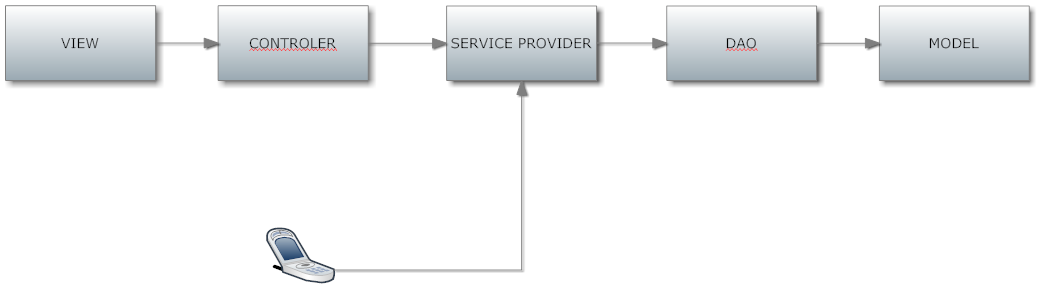 VIEW
CONTROLER
SERVICE PROVIDER
DAO
MODEL